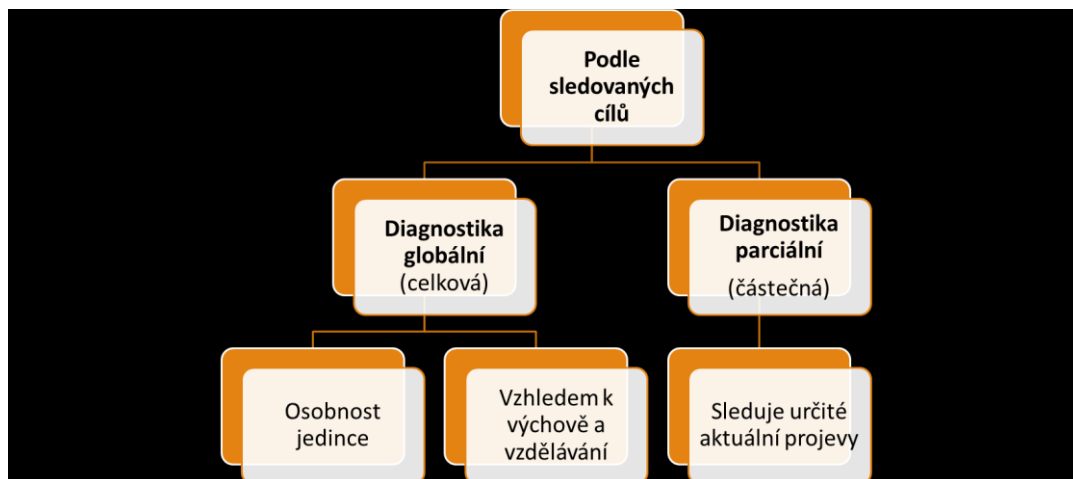 Podle
sledovaných
cílů
Diagnostika
globální
(celková)
Diagnostika
parciální
(částečná)
Osobnost
jedince
Vzhledem k
výchově a
vzdělávání
Sleduje určité
aktuální projevy